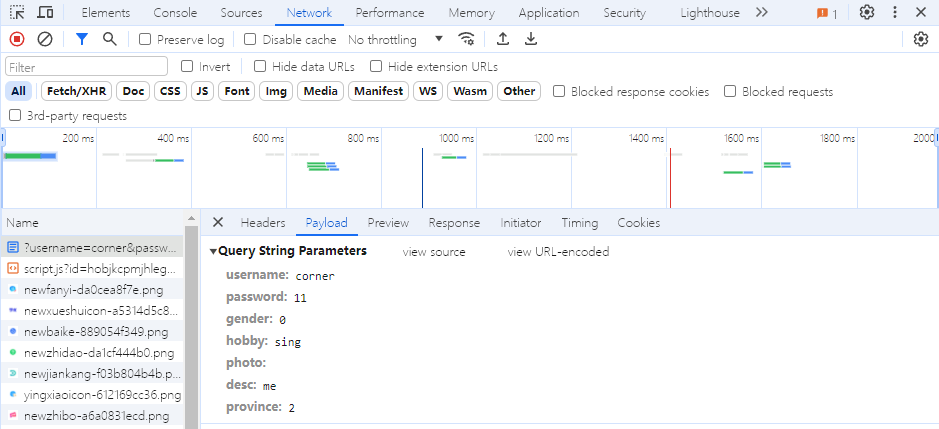 Elements Console Sources Network Performance Memory Application Security Lighthouse 1
Preserve log Disable cache No throttling
Filter Invert Hide data URLs Hide extension URLs
All Fetch/XHR Doc CSS JS Font Img Media Manifest WS Wasm Other Blocked response cookies Blocked requests
3rd-party requests
200 ms 400 ms 600 ms 800 ms 1000 ms 1200 ms 1400 ms 1600 ms 1800 ms 2000
Name Headers Payload Preview Response Initiator Timing Cookies
?username=corner&passw...
script.js?id=hobjkcpmjhleg...
newfanyi-da0cea8f7e.png
newxueshuicon-a5314d5c8...
newbaike-889054f349.png
newzhidao-da1cf444b0.png
newjiankang-f03b804b4b.p...
yingxiaoicon-612169cc36.png
newzhibo-a6a0831ecd.png
Query String Parameters view source view URL-encoded
username: corner
password: 11
gender: 0
hobby: sing
photo:
desc: me
province: 2